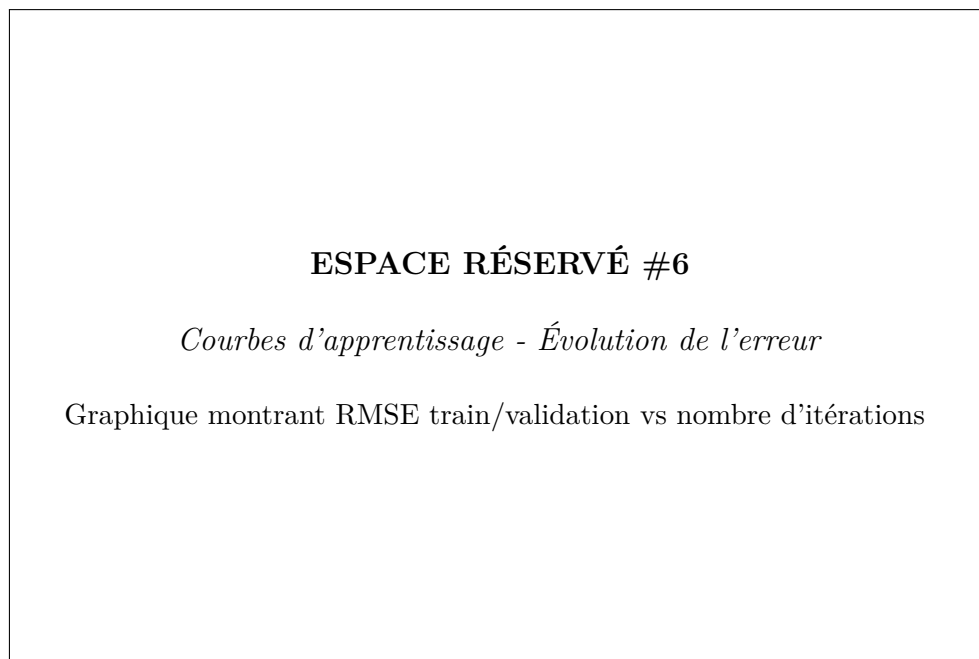 ESPACE RÉSERVÉ #6
Courbes d'apprentissage - Évolution de l'erreur
Graphique montrant RMSE train/validation vs nombre d'itérations